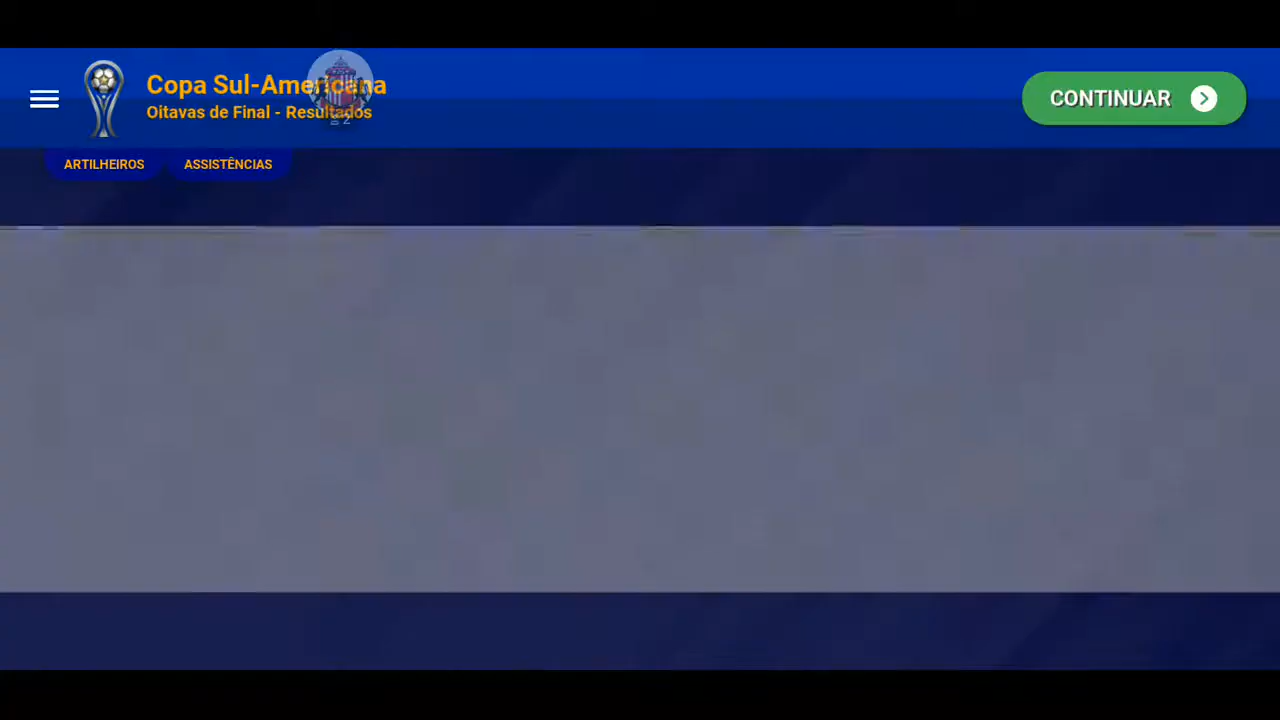 Copa Sul-Americana
Oitavas de Final - Resultados
CONTINUAR
ARTILHEIROS
ASSISTÊNCIAS